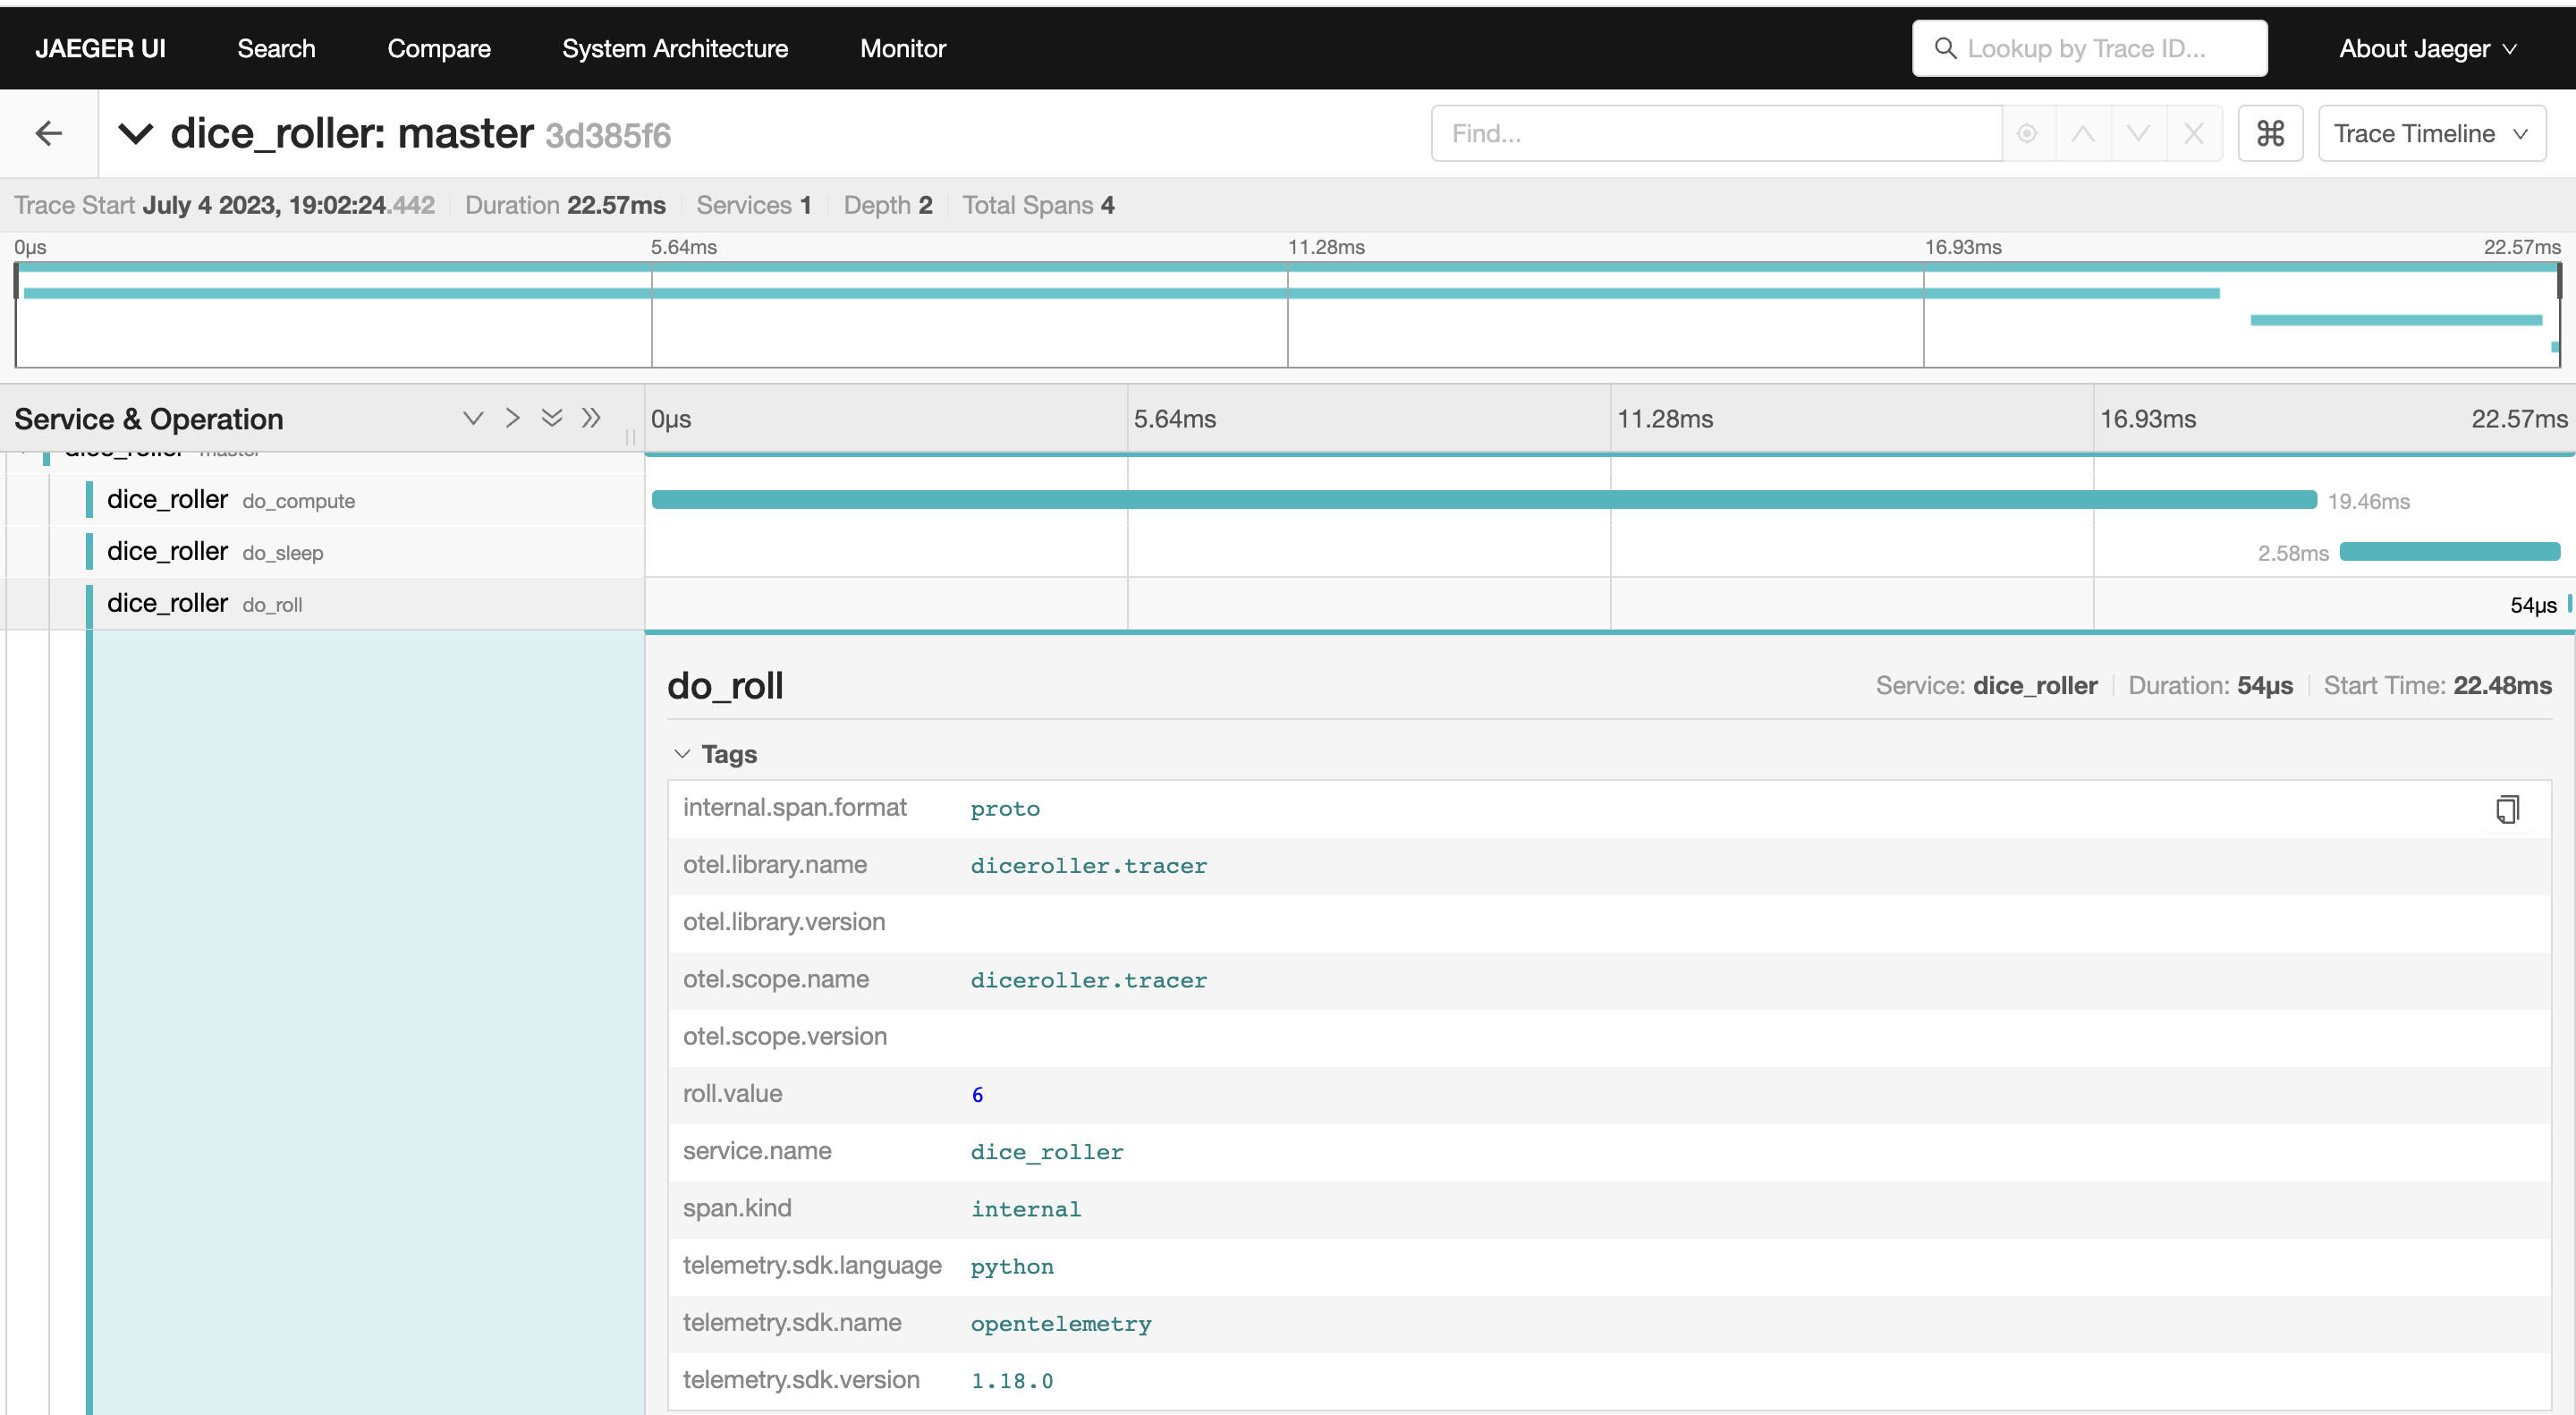 JAEGER UI Search Compare System Architecture Monitor Lookup by Trace ID... About Jaeger
dice_roller: master 3d385f6 Find... Trace Timeline
Trace Start July 4 2023, 19:02:24.442 Duration 22.57ms Services 1 Depth 2 Total Spans 4
0μs 5.64ms 11.28ms 16.93ms 22.57ms
Service & Operation 0μs 5.64ms 11.28ms 16.93ms 22.57ms
dice_roller master
dice_roller do_compute 19.46ms
dice_roller do_sleep 2.58ms
dice_roller do_roll 54μs
do_roll Service: dice_roller Duration: 54μs Start Time: 22.48ms
Tags
internal.span.format proto
otel.library.name diceroller.tracer
otel.library.version
otel.scope.name diceroller.tracer
otel.scope.version
roll.value 6
service.name dice_roller
span.kind internal
telemetry.sdk.language python
telemetry.sdk.name opentelemetry
telemetry.sdk.version 1.18.0